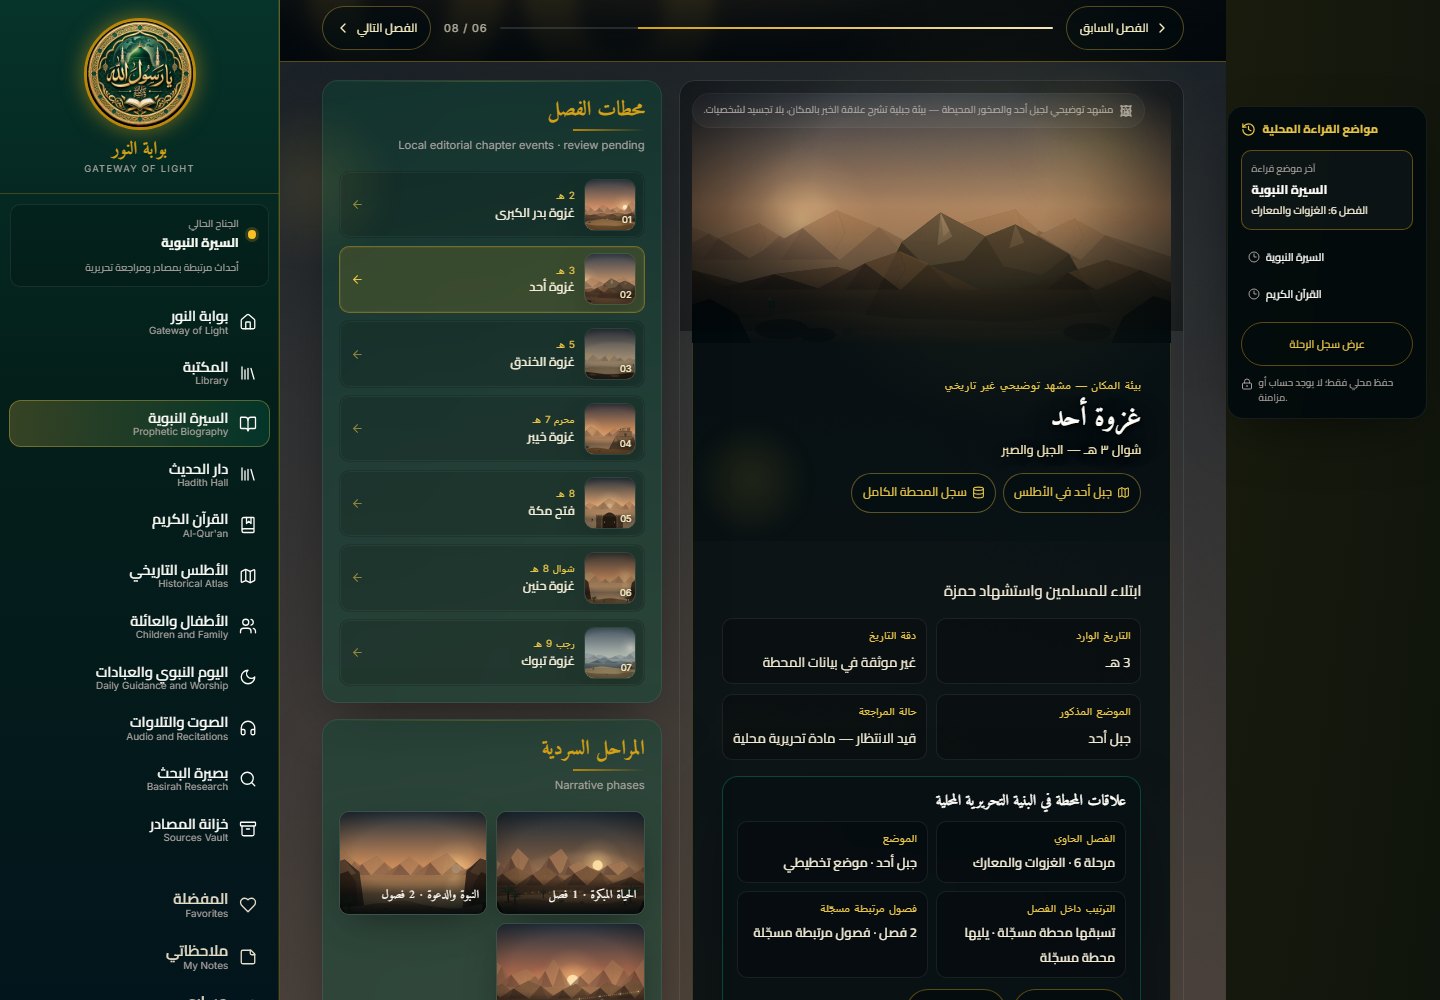 يا رسول الله
بوابة النور
GATEWAY OF LIGHT
الجناح الحالي
السيرة النبوية
أحداث مرتبطة بمصادر ومراجعة تحريرية
بوابة النور
Gateway of Light
المكتبة
Library
السيرة النبوية
Prophetic Biography
دار الحديث
Hadith Hall
القرآن الكريم
Al-Qur'an
الأطلس التاريخي
Historical Atlas
الأطفال والعائلة
Children and Family
اليوم النبوي والعبادات
Daily Guidance and Worship
الصوت والتلاوات
Audio and Recitations
بصيرة البحث
Basirah Research
خزانة المصادر
Sources Vault
المفضلة
Favorites
ملاحظاتي
My Notes
الفصل السابق
08 / 06
الفصل التالي
مواضع القراءة المحلية
آخر موضع قراءة
السيرة النبوية
الفصل 6: الغزوات والمعارك
السيرة النبوية
القرآن الكريم
عرض سجل الرحلة
حفظ محلي فقط؛ لا يوجد حساب أو
مزامنة.
مشهد توضيحي لجبل أحد والصخور المحيطة — بيئة جبلية تشرح علاقة الخبر بالمكان، بلا تجسيد لشخصيات.
بيئة المكان — مشهد توضيحي غير تاريخي
غزوة أحد
شوال ٣ هـ — الجبل والصبر
جبل أحد في الأطلس
سجل المحطة الكامل
ابتلاء للمسلمين واستشهاد حمزة
التاريخ الوارد
3 هـ
دقة التاريخ
غير موثقة في بيانات المحطة
الموضع المذكور
جبل أحد
حالة المراجعة
قيد الانتظار — مادة تحريرية محلية
علاقات المحطة في البنية التحريرية المحلية
الفصل الحاوي
مرحلة 6 · الغزوات والمعارك
الموضع
جبل أحد · موضع تخطيطي
الترتيب داخل الفصل
تسبقها محطة مسجّلة · يليها
محطة مسجّلة
فصول مرتبطة مسجّلة
2 فصل · فصول مرتبطة مسجّلة
محطات الفصل
Local editorial chapter events · review pending
01
2 هـ
غزوة بدر الكبرى
02
3 هـ
غزوة أحد
03
5 هـ
غزوة الخندق
04
محرم 7 هـ
غزوة خيبر
05
8 هـ
فتح مكة
06
شوال 8 هـ
غزوة حنين
07
رجب 9 هـ
غزوة تبوك
المراحل السردية
Narrative phases
الحياة المبكرة · 1 فصل
النبوة والدعوة · 2 فصول